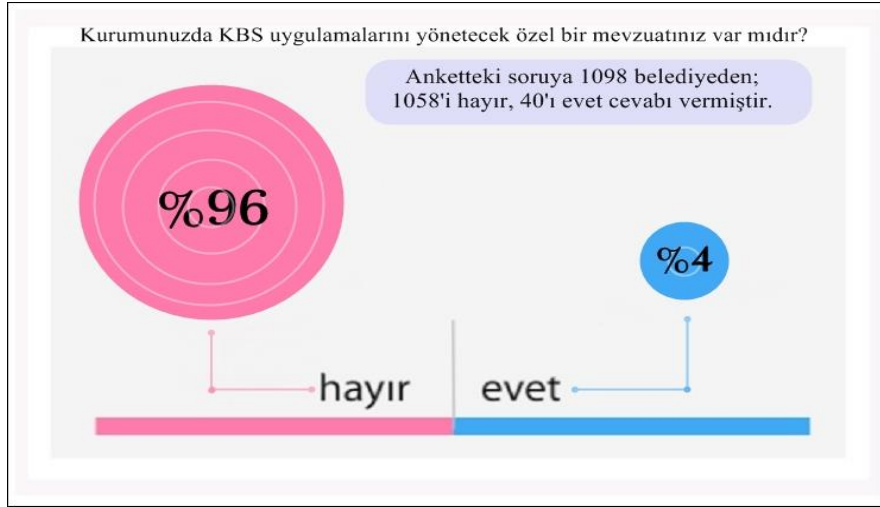 Kurumunuzda KBS uygulamalarını yönetecek özel bir mevzuatınız var mıdır?
Anketteki soruya 1098 belediyeden;
1058'i hayır, 40'ı evet cevabı vermiştir.
%96
%4
hayır
evet